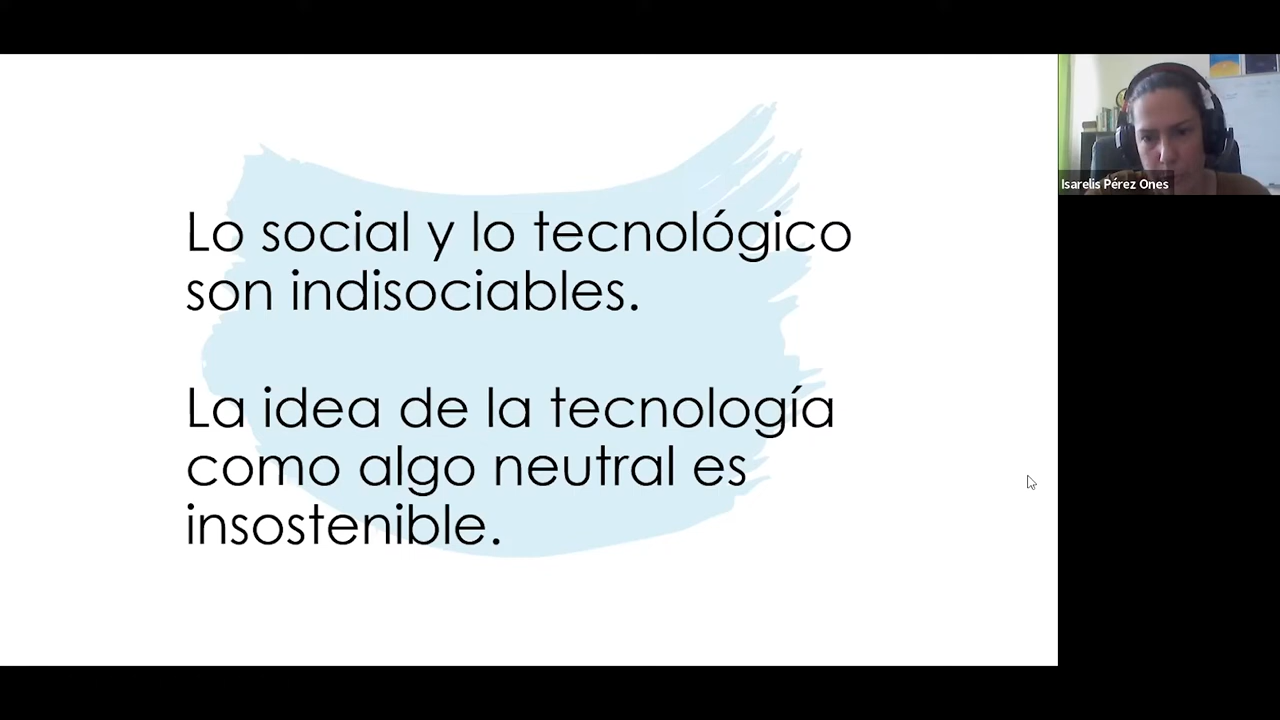 Lo social y lo tecnológico
son indisociables.
La idea de la tecnología
como algo neutral es
insostenible.
Isarelis Pérez Ones